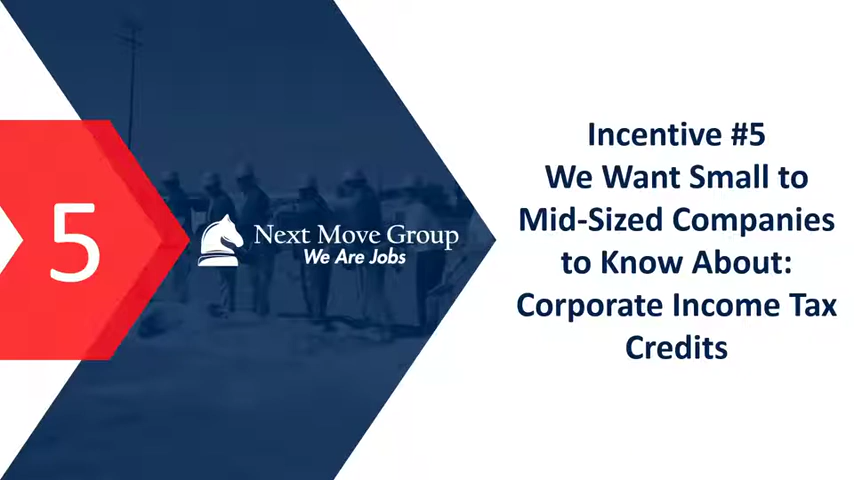 5
Next Move Group
We Are Jobs
Incentive #5
We Want Small to
Mid-Sized Companies
to Know About:
Corporate Income Tax
Credits